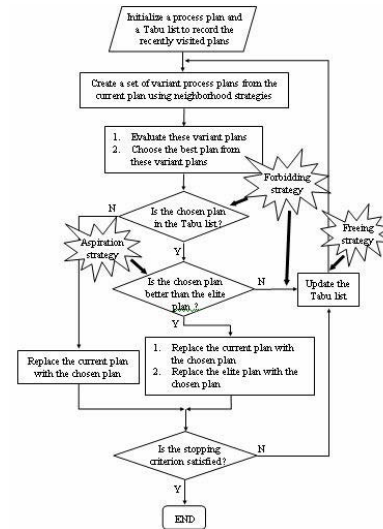 Initialize a process plan and
a Tabu list to record the
recently visited plans
Create a set of variant process plans from the
current plan using neighborhood strategies
1. Evaluate these variant plans
2. Choose the best plan from
these variant plans
Forbidding
strategy
N
Is the chosen plan
in the Tabu list?
Freeing
strategy
Aspiration
strategy
Y
Is the chosen plan
better than the elite
plan ?
N
Update the
Tabu list
Y
Replace the current plan
with the chosen plan
1. Replace the current plan with
the chosen plan
2. Replace the elite plan with the
chosen plan
Is the stopping
criterion satisfied?
N
Y
END